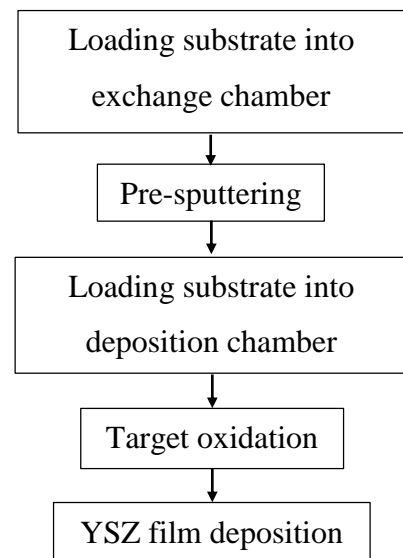 Loading substrate into
exchange chamber
Pre-sputtering
Loading substrate into
deposition chamber
Target oxidation
YSZ film deposition